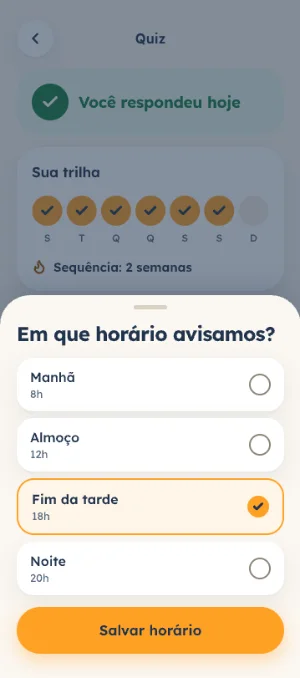 Quiz
Você respondeu hoje
Sua trilha
S T Q Q S S D
Sequência: 2 semanas
Em que horário avisamos?
Manhã
8h
Almoço
12h
Fim da tarde
18h
Noite
20h
Salvar horário